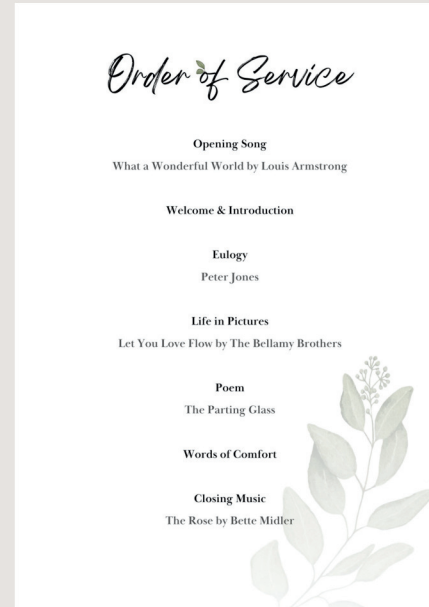 Order of Service
Opening Song
What a Wonderful World by Louis Armstrong
Welcome & Introduction
Eulogy
Peter Jones
Life in Pictures
Let You Love Flow by The Bellamy Brothers
Poem
The Parting Glass
Words of Comfort
Closing Music
The Rose by Bette Midler